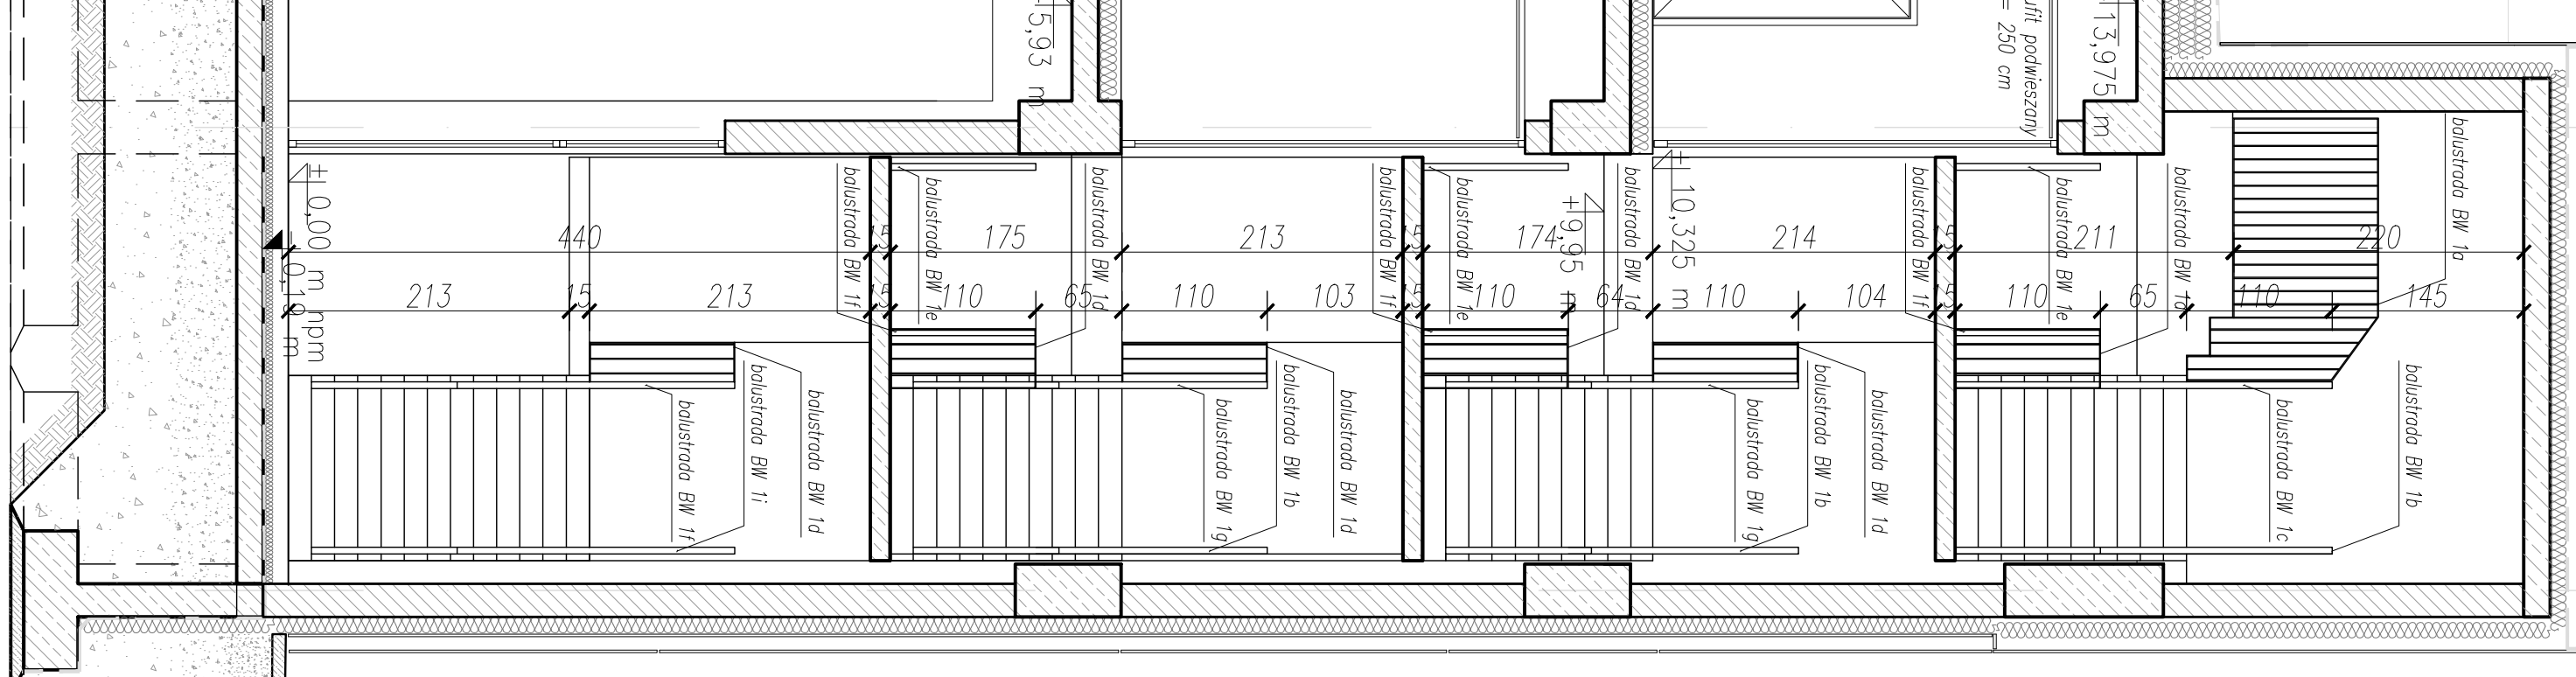 5,93 m
ufit podwieszany
= 250 cm
13,975 m
± 0,00 m npm
0,19 m
440
15
175
213
15
174
214
15
211
220
213
15
213
15
110
65
110
103
15
110
64
110
104
15
110
65
110
145
balustrada BW 1f
balustrada BW 1e
balustrada BW 1d
balustrada BW 1f
balustrada BW 1e
9,95 m
balustrada BW 1d
10,325 m
balustrada BW 1f
balustrada BW 1e
balustrada BW 1d
balustrada BW 1a
balustrada BW 1f
balustrada BW 1i
balustrada BW 1d
balustrada BW 1g
balustrada BW 1b
balustrada BW 1d
balustrada BW 1g
balustrada BW 1b
balustrada BW 1d
balustrada BW 1c
balustrada BW 1b